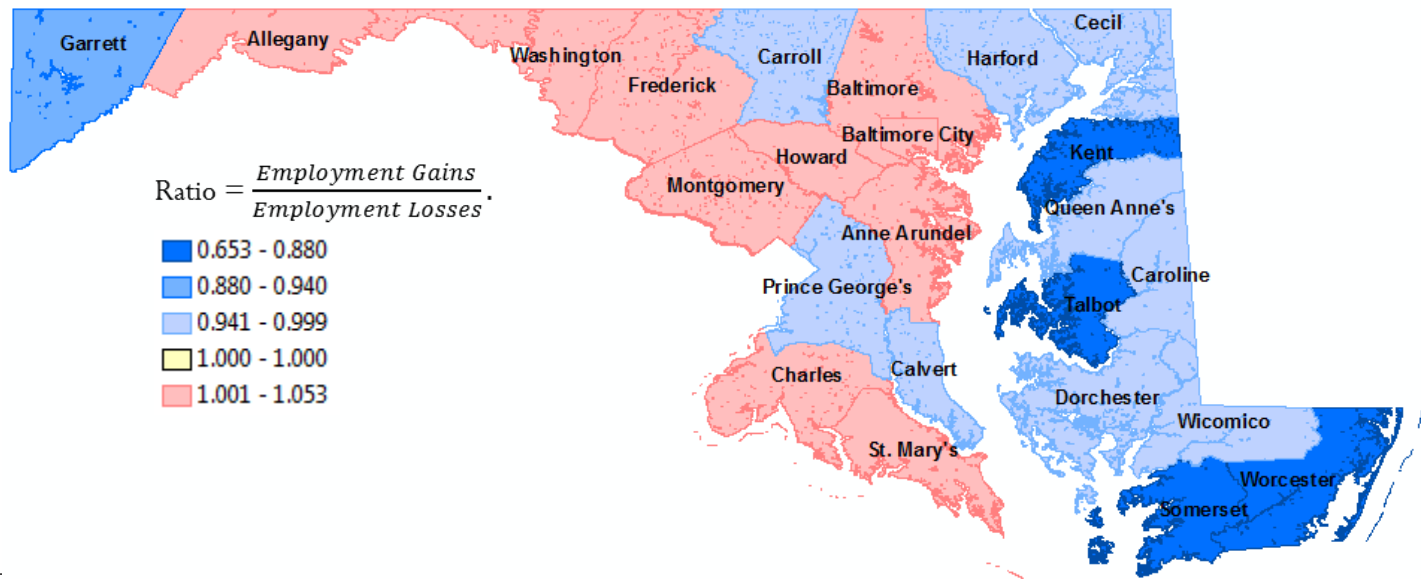 Cecil
Garrett
Allegany
Washington
Carroll
Harford
Frederick
Baltimore
Baltimore City
Kent
Howard
Montgomery
Ratio = Employment Gains / Employment Losses .
Queen Anne's
Anne Arundel
0.653 - 0.880
Caroline
0.880 - 0.940
Prince George's
Talbot
0.941 - 0.999
1.000 - 1.000
Calvert
Charles
1.001 - 1.053
Dorchester
Wicomico
St. Mary's
Worcester
Somerset